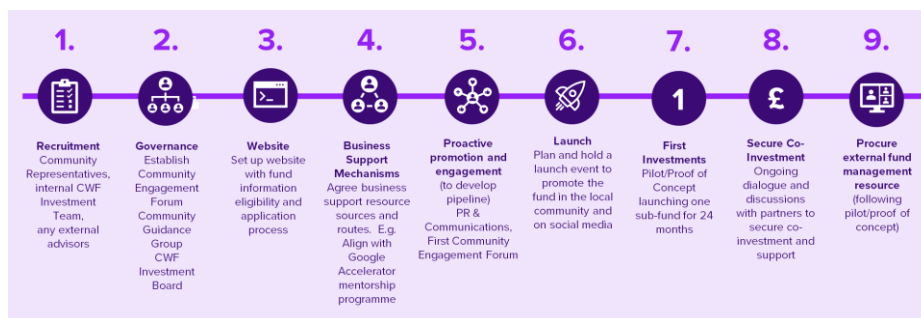 1.
Recruitment
Community
Representatives,
internal CWF
Investment
Team,
any external
advisors
2.
Governance
Establish
Community
Engagement
Forum
Community
Guidance
Group
CWF
Investment
Board
3.
Website
Set up website
with fund
information
eligibility and
application
process
4.
Business
Support
Mechanisms
Agree business
support resource
sources and
routes. E.g.
Align with
Google
Accelerator
mentorship
programme
5.
Proactive
promotion and
engagement
(to develop
pipeline)
PR &
Communications,
First Community
Engagement Forum
6.
Launch
Plan and hold a
launch event to
promote the
fund in the local
community and
on social media
7.
1
First
Investments
Pilot/Proof of
Concept
launching one
sub-fund for 24
months
8.
£
Secure Co-
Investment
Ongoing
dialogue and
discussions
with partners to
secure co-
investment and
support
9.
Procure
external fund
management
resource
(following
pilot/proof of
concept)